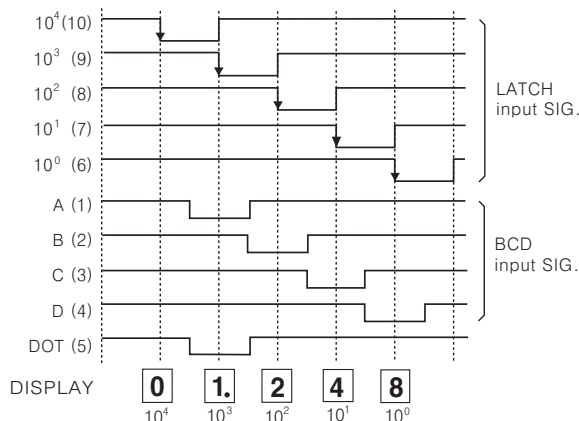 10⁴(10)
10³ (9)
10² (8)
10¹ (7)
10⁰ (6)
LATCH
input SIG.
A (1)
B (2)
C (3)
D (4)
BCD
input SIG.
DOT (5)
DISPLAY 0 1. 2 4 8
10⁴ 10³ 10² 10¹ 10⁰